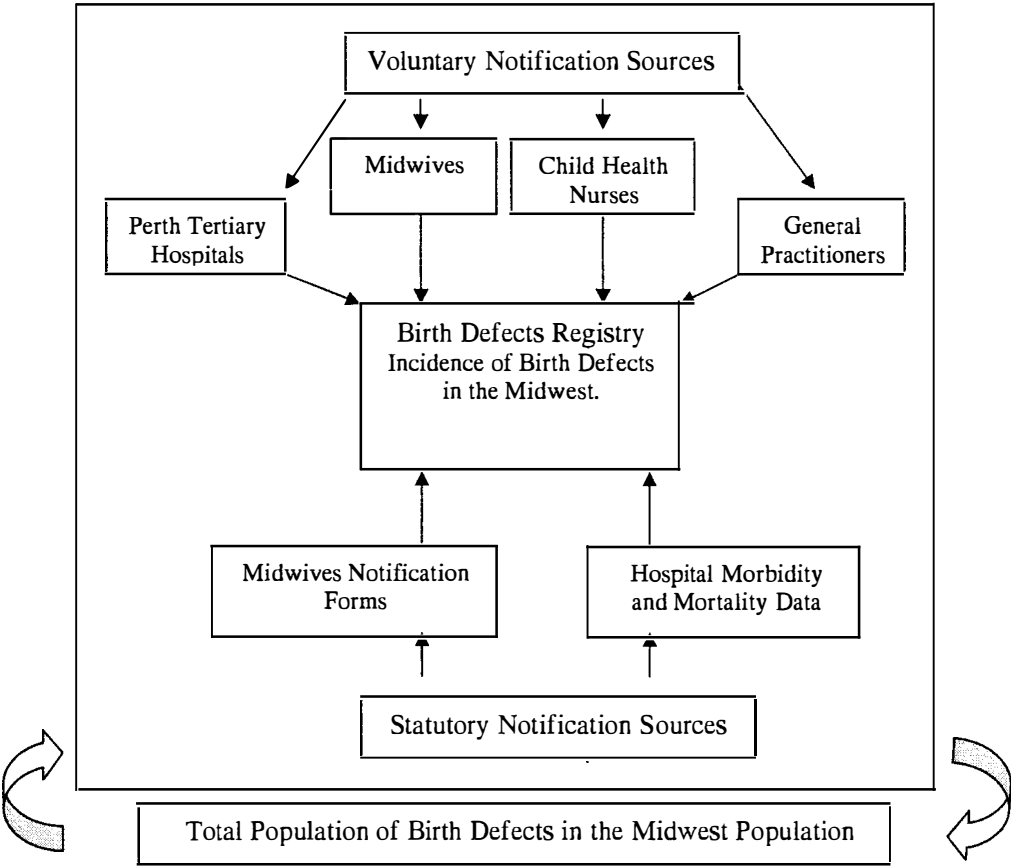 Voluntary Notification Sources
Midwives
Child Health
Nurses
Perth Tertiary
Hospitals
General
Practitioners
Birth Defects Registry
Incidence of Birth Defects
in the Midwest.
Midwives Notification
Forms
Hospital Morbidity
and Mortality Data
Statutory Notification Sources
Total Population of Birth Defects in the Midwest Population